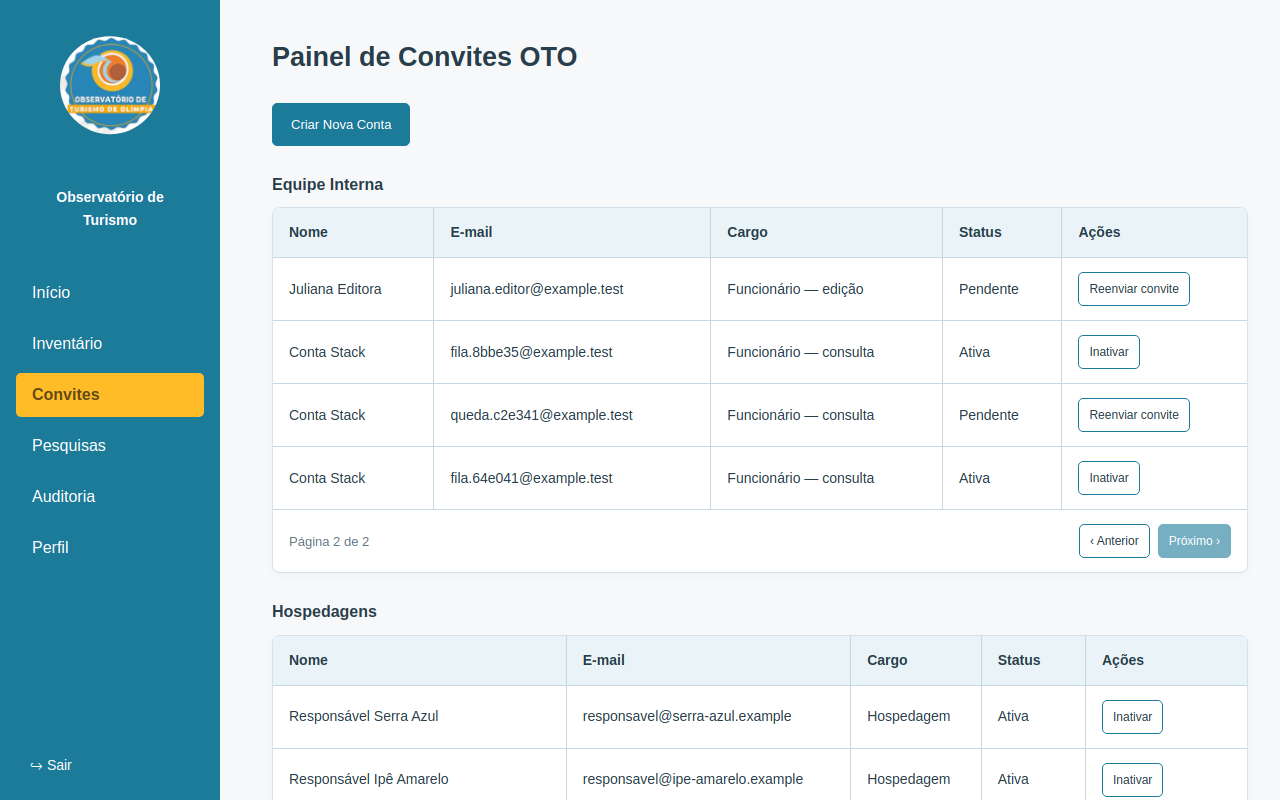 OBSERVATÓRIO DE
TURISMO DE OLÍMPIA
Observatório de
Turismo
Início
Inventário
Convites
Pesquisas
Auditoria
Perfil
↪ Sair
Painel de Convites OTO
Criar Nova Conta
Equipe Interna
Nome E-mail Cargo Status Ações
Juliana Editora juliana.editor@example.test Funcionário — edição Pendente Reenviar convite
Conta Stack fila.8bbe35@example.test Funcionário — consulta Ativa Inativar
Conta Stack queda.c2e341@example.test Funcionário — consulta Pendente Reenviar convite
Conta Stack fila.64e041@example.test Funcionário — consulta Ativa Inativar
Página 2 de 2 ‹ Anterior Próximo ›
Hospedagens
Nome E-mail Cargo Status Ações
Responsável Serra Azul responsavel@serra-azul.example Hospedagem Ativa Inativar
Responsável Ipê Amarelo responsavel@ipe-amarelo.example Hospedagem Ativa Inativar